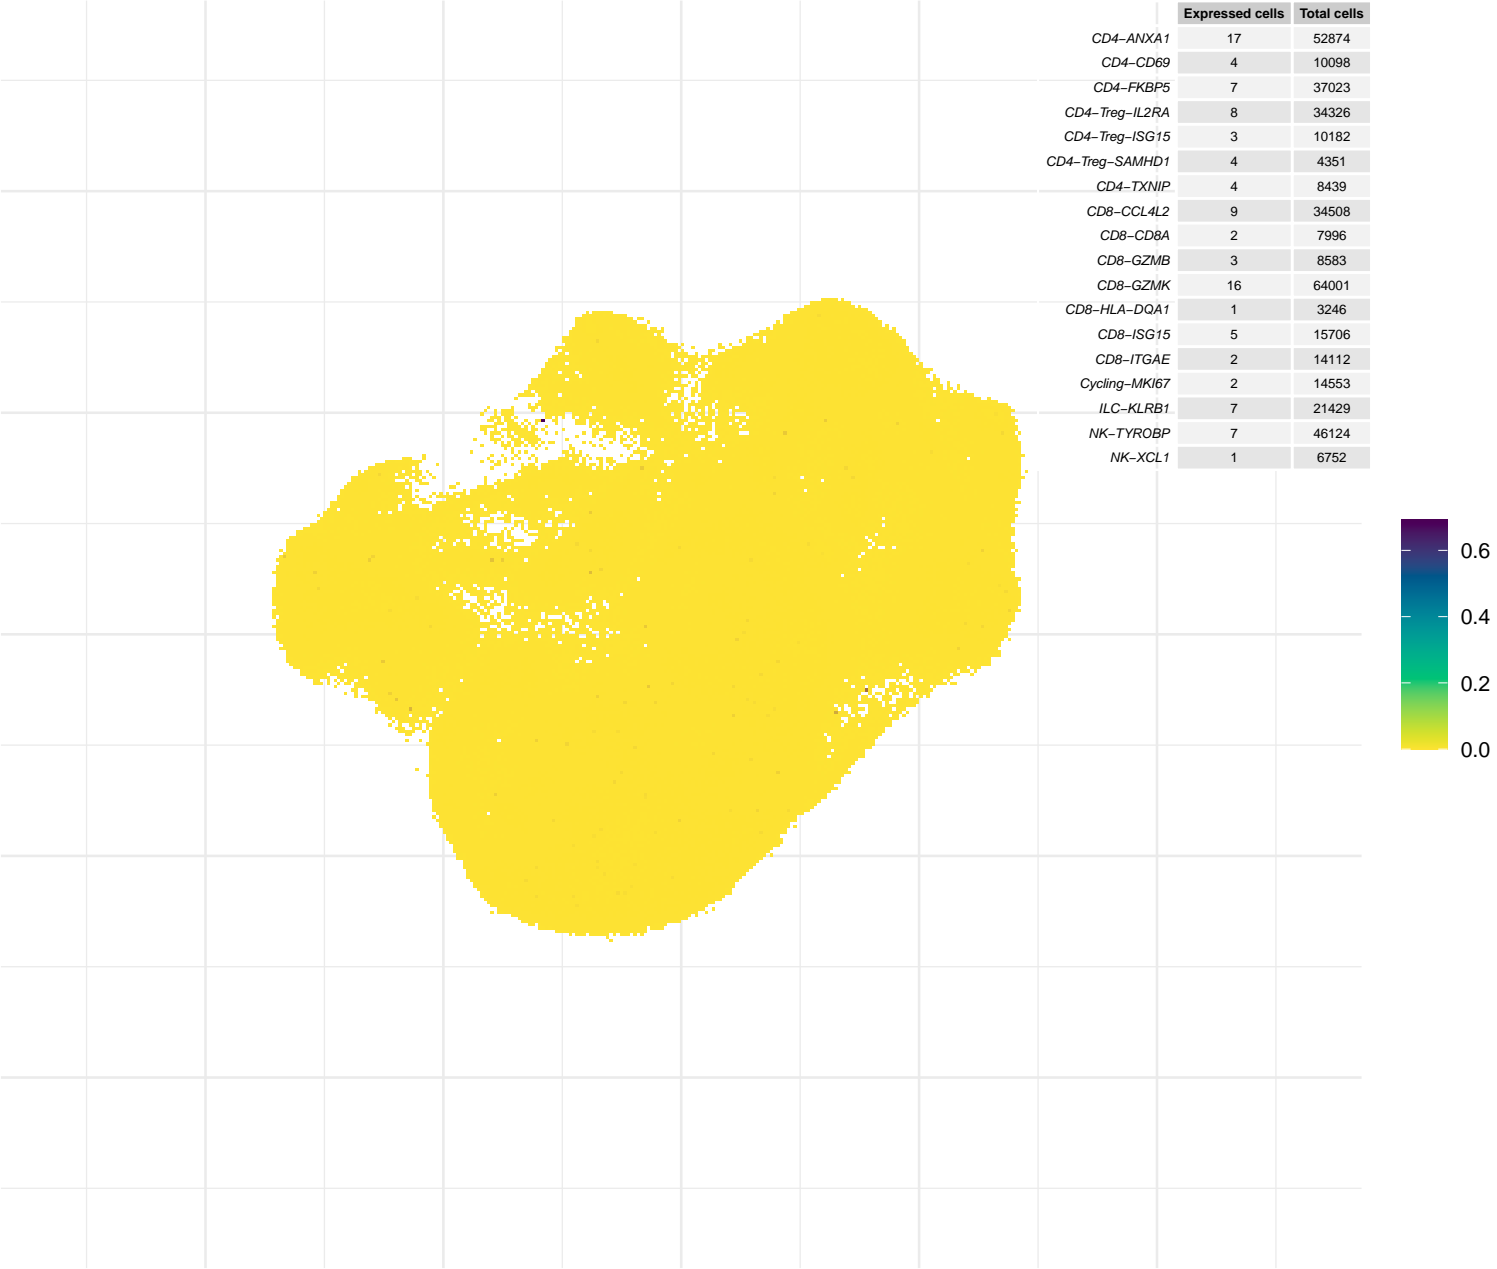 Expressed cells Total cells
CD4−ANXA1 17 52874
CD4−CD69 4 10098
CD4−FKBP5 7 37023
CD4−Treg−IL2RA 8 34326
CD4−Treg−ISG15 3 10182
CD4−Treg−SAMHD1 4 4351
CD4−TXNIP 4 8439
CD8−CCL4L2 9 34508
CD8−CD8A 2 7996
CD8−GZMB 3 8583
CD8−GZMK 16 64001
CD8−HLA−DQA1 1 3246
CD8−ISG15 5 15706
CD8−ITGAE 2 14112
Cycling−MKI67 2 14553
ILC−KLRB1 7 21429
NK−TYROBP 7 46124
NK−XCL1 1 6752
0.6
0.4
0.2
0.0